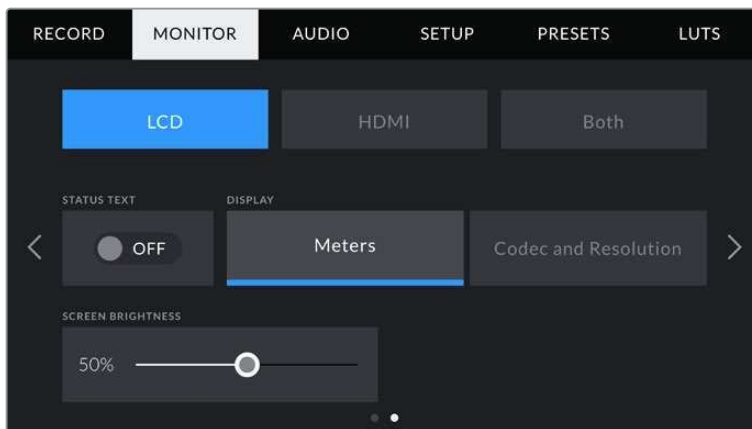 RECORD MONITOR AUDIO SETUP PRESETS LUTS
LCD HDMI Both
STATUS TEXT DISPLAY
OFF Meters Codec and Resolution
SCREEN BRIGHTNESS
50%